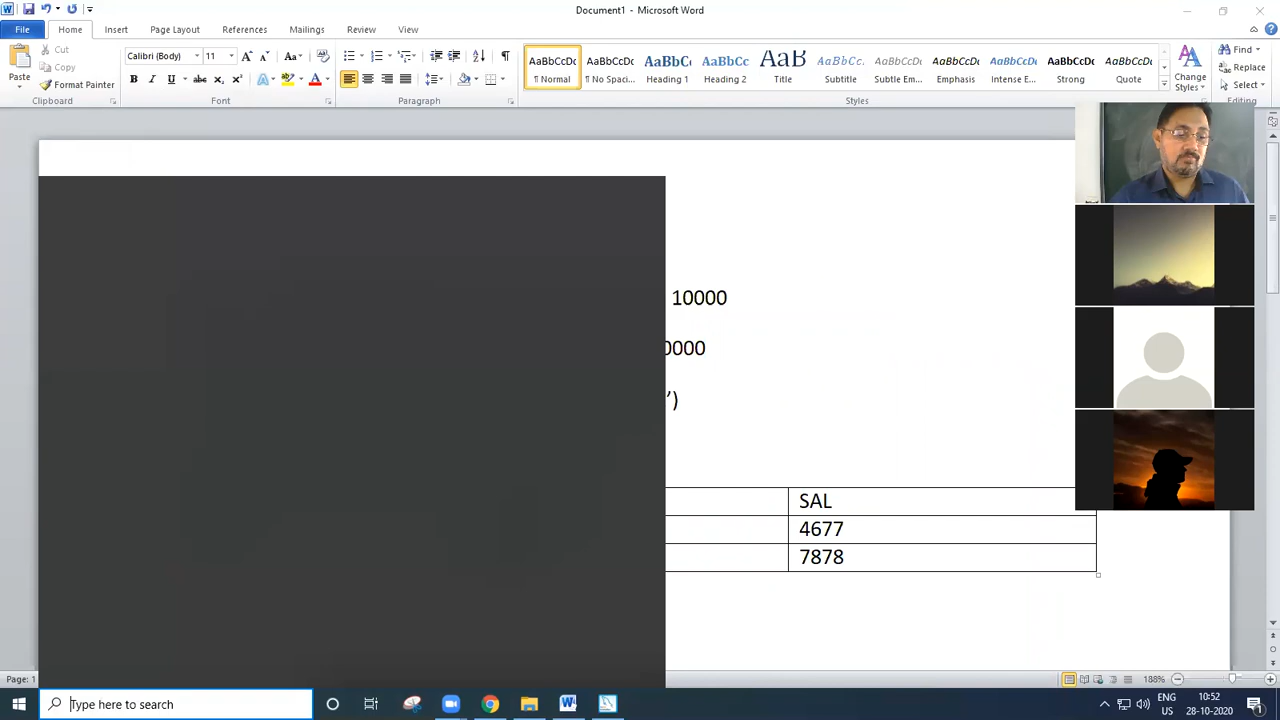 Document1 - Microsoft Word
File Home Insert Page Layout References Mailings Review View
Cut
Copy
Format Painter
Paste
Clipboard
Calibri (Body) 11
Font
Paragraph
AaBbCcDc
¶ Normal
AaBbCcDc
¶ No Spaci...
AaBbC
Heading 1
AaBbCc
Heading 2
AaB
Title
AaBbCc.
Subtitle
AaBbCcDc
Subtle Em...
AaBbCcDc
Emphasis
AaBbCcDc
Intense E...
AaBbCcDc
Strong
AaBbCcDc
Quote
Styles
Change
Styles
Find
Replace
Select
Editing
10000
0000
’)
SAL
4677
7878
Page: 1
188%
Type here to search
ENG
US
10:52
28-10-2020
1